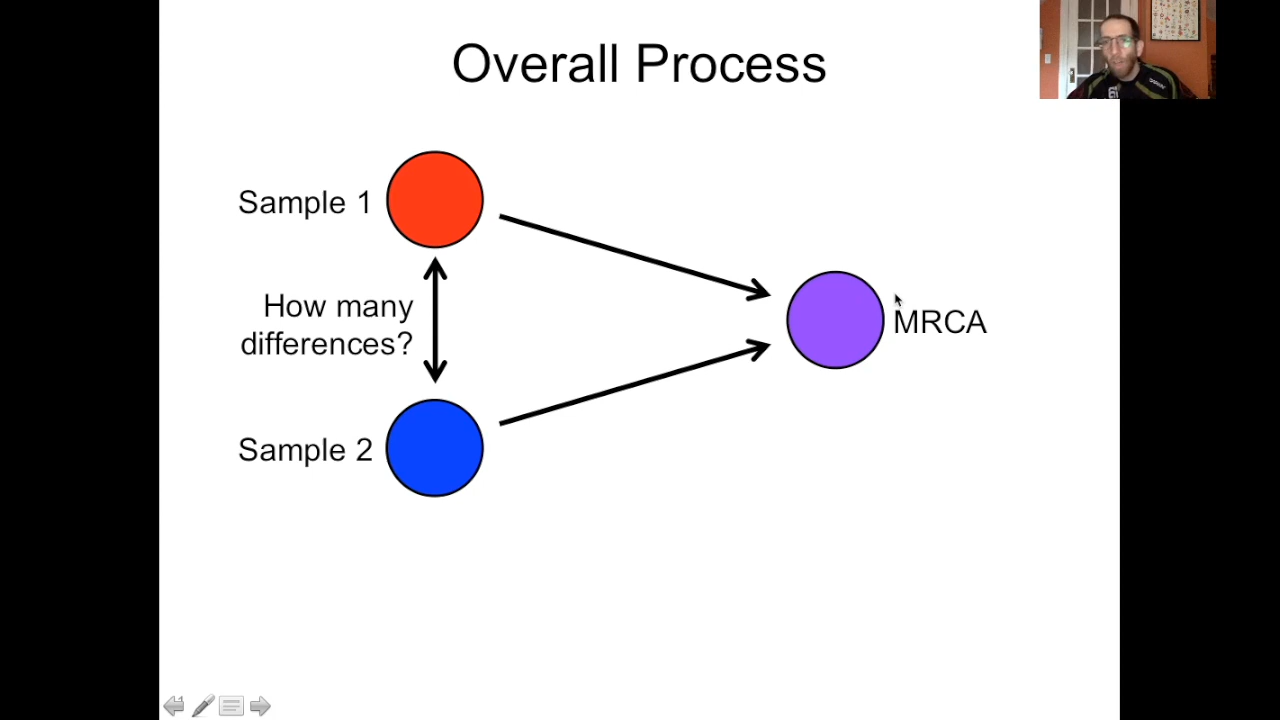 Overall Process
Sample 1
How many
differences?
MRCA
Sample 2